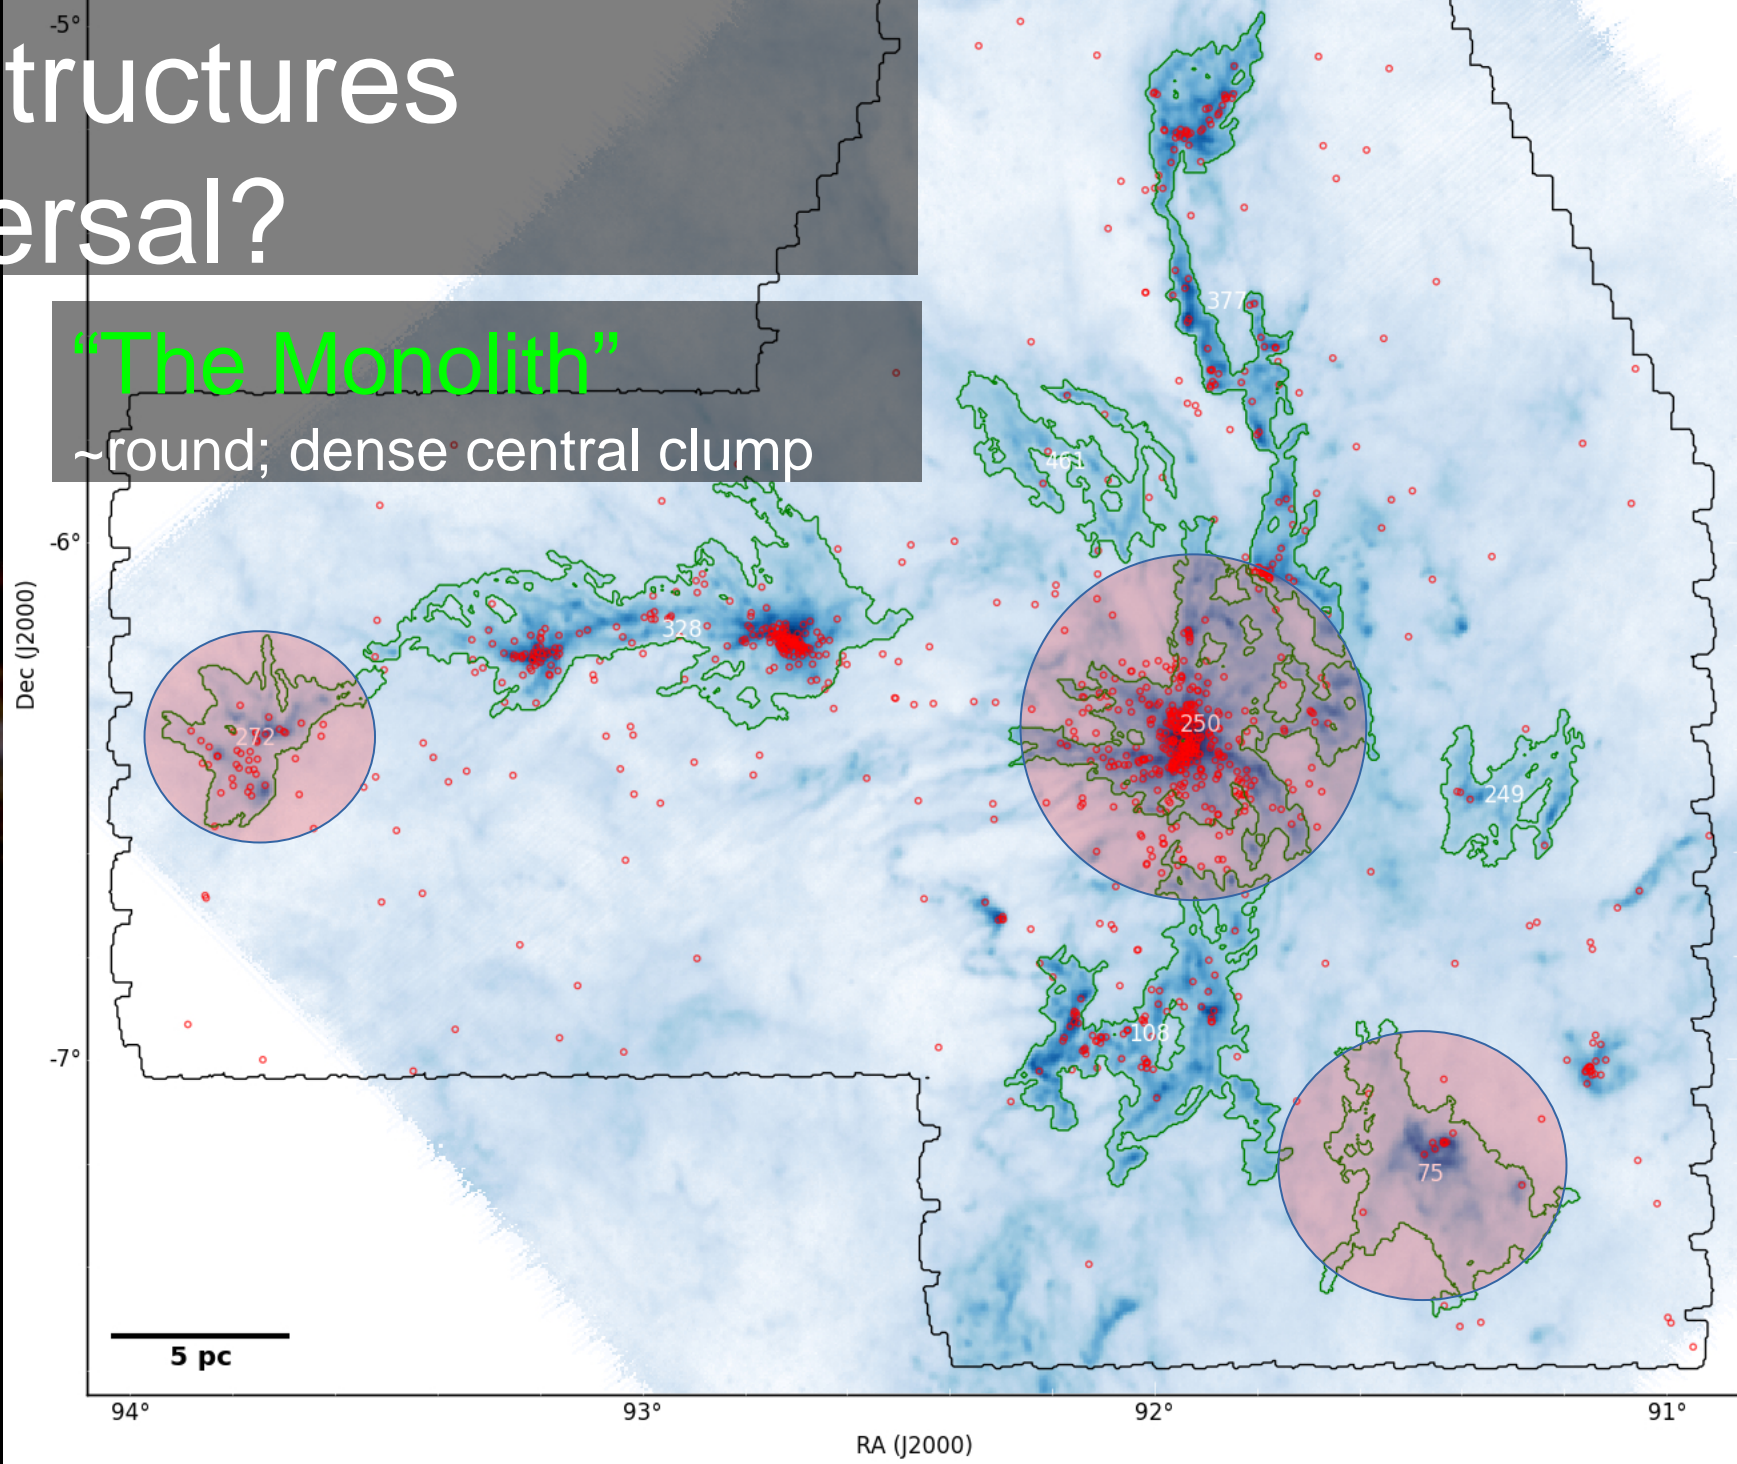 tructures
ersal?
“The Monolith”
~round; dense central clump
-5°
-6°
-7°
Dec (J2000)
377
461
328
272
250
249
108
75
5 pc
94°
93°
92°
91°
RA (J2000)